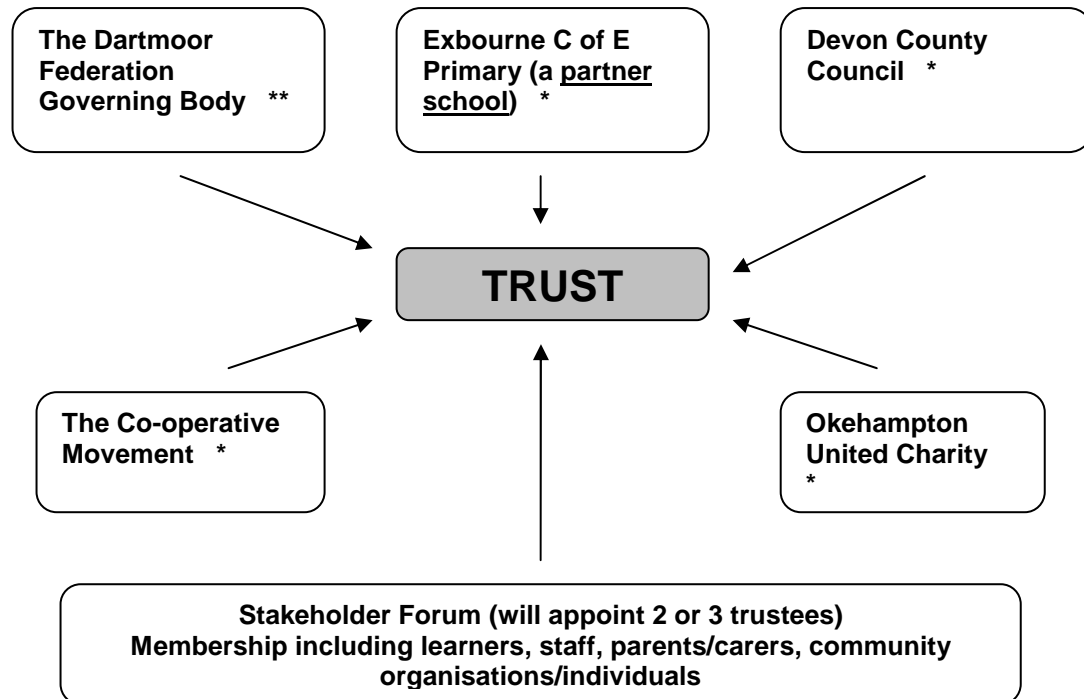 The Dartmoor
Federation
Governing Body **
Exbourne C of E
Primary (a partner
school) *
Devon County
Council *
TRUST
The Co-operative
Movement *
Okehampton
United Charity
*
Stakeholder Forum (will appoint 2 or 3 trustees)
Membership including learners, staff, parents/carers, community
organisations/individuals